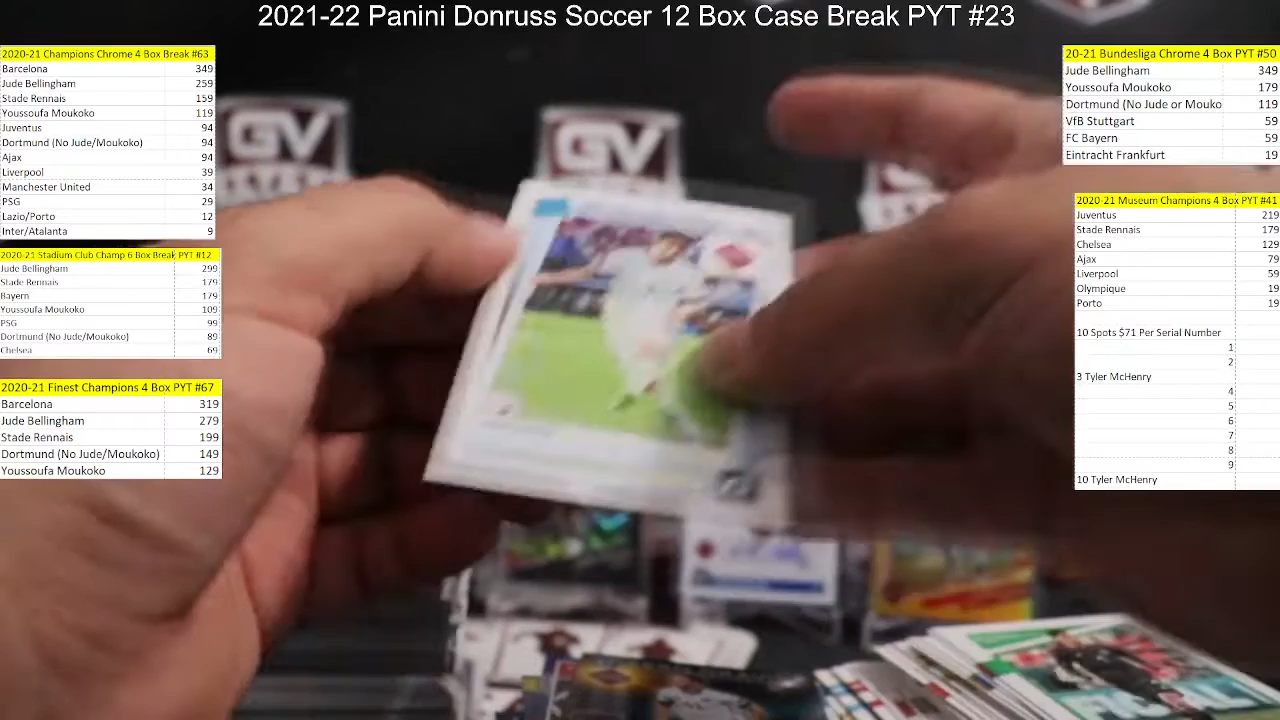 2021-22 Panini Donruss Soccer 12 Box Case Break PYT #23
2020-21 Champions Chrome 4 Box Break #63
Barcelona 349
Jude Bellingham 259
Stade Rennais 159
Youssoufa Moukoko 119
Juventus 94
Dortmund (No Jude/Moukoko) 94
Ajax 94
Liverpool 39
Manchester United 34
PSG 29
Lazio/Porto 12
Inter/Atalanta 9
2020-21 Stadium Club Champ 6 Box Break PYT #12
Jude Bellingham 299
Stade Rennais 179
Bayern 179
Youssoufa Moukoko 109
PSG 99
Dortmund (No Jude/Moukoko) 89
Chelsea 69
2020-21 Finest Champions 4 Box PYT #67
Barcelona 319
Jude Bellingham 279
Stade Rennais 199
Dortmund (No Jude/Moukoko) 149
Youssoufa Moukoko 129
20-21 Bundesliga Chrome 4 Box PYT #50
Jude Bellingham 349
Youssoufa Moukoko 179
Dortmund (No Jude or Mouko 119
VfB Stuttgart 59
FC Bayern 59
Eintracht Frankfurt 19
2020-21 Museum Champions 4 Box PYT #41
Juventus 219
Stade Rennais 179
Chelsea 129
Ajax 79
Liverpool 59
Olympique 19
Porto 19
10 Spots $71 Per Serial Number
1
2
3 Tyler McHenry
4
5
6
7
8
9
10 Tyler McHenry
GV
GV